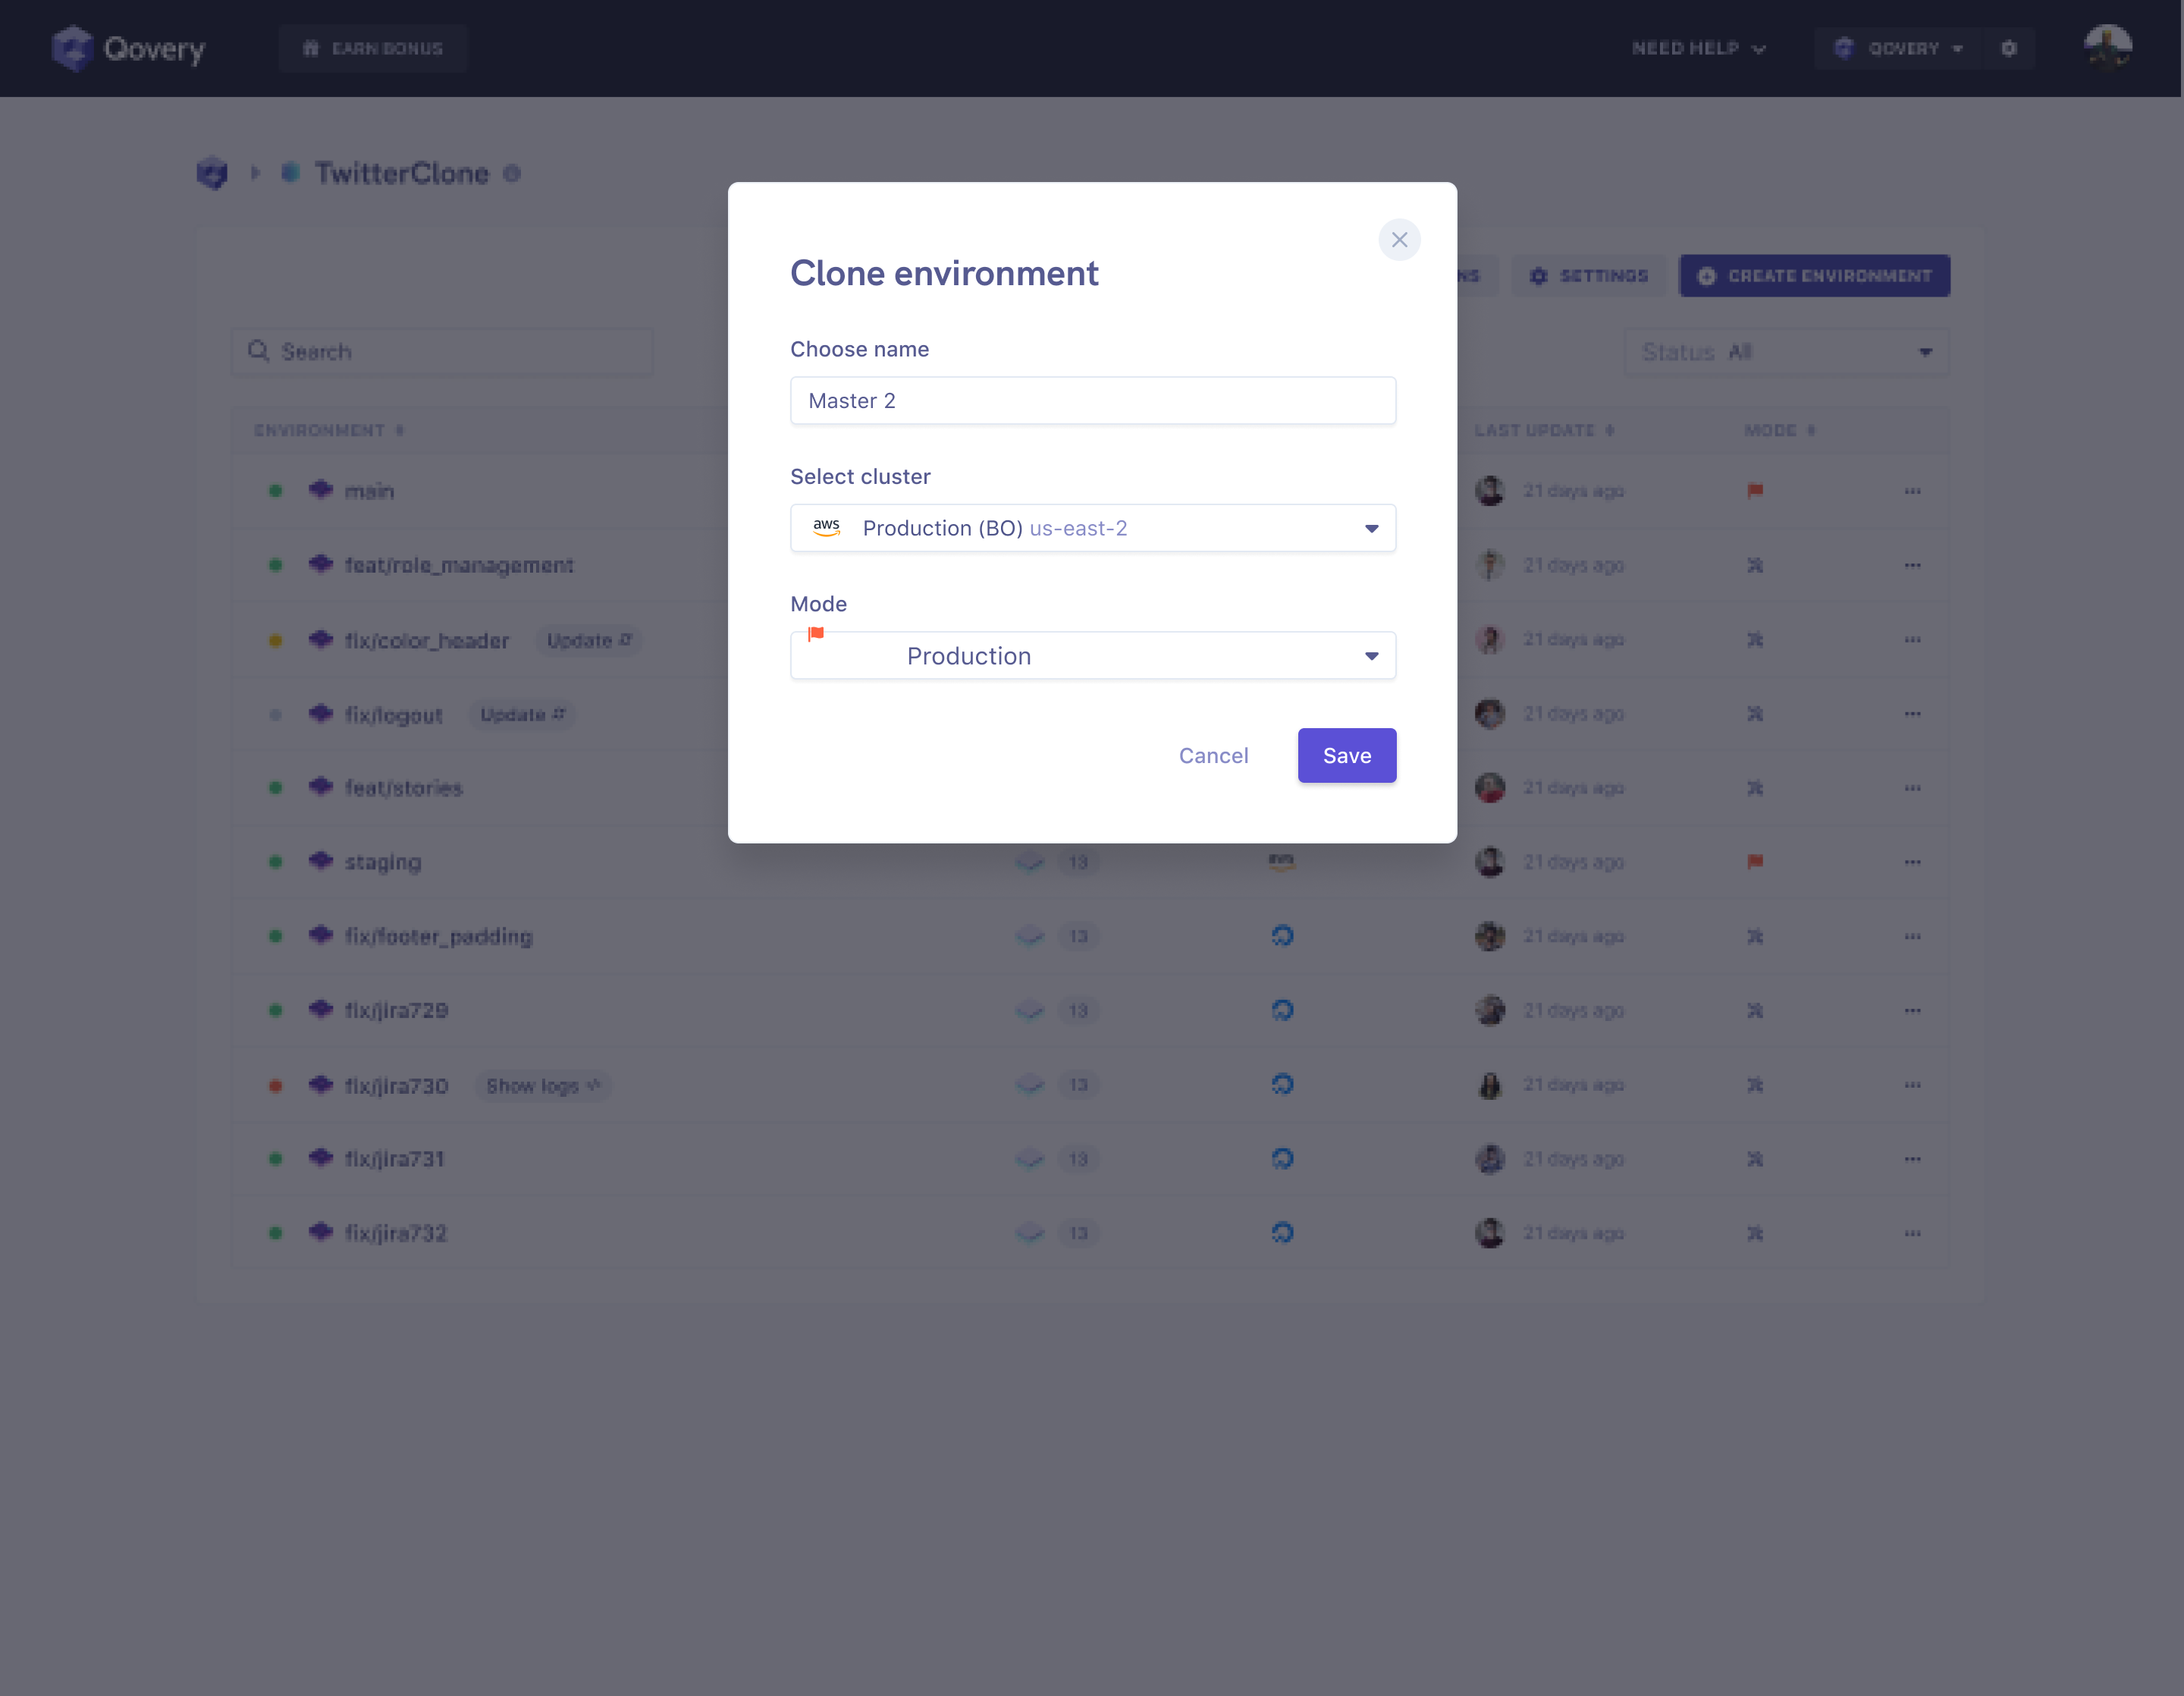 Qovery
EARN BONUS
NEED HELP
QOVERY
TwitterClone
NS
SETTINGS
CREATE ENVIRONMENT
Search
Status All
ENVIRONMENT
LAST UPDATE
MODE
main
21 days ago
feat/role_management
21 days ago
fix/color_header
Update
21 days ago
fix/logout
Update
21 days ago
feat/stories
21 days ago
staging
13
aws
21 days ago
fix/footer_padding
13
21 days ago
fix/jira729
13
21 days ago
fix/jira730
Show logs
13
21 days ago
fix/jira731
13
21 days ago
fix/jira732
13
21 days ago
Clone environment
Choose name
Master 2
Select cluster
aws Production (BO) us-east-2
Mode
Production
Cancel
Save